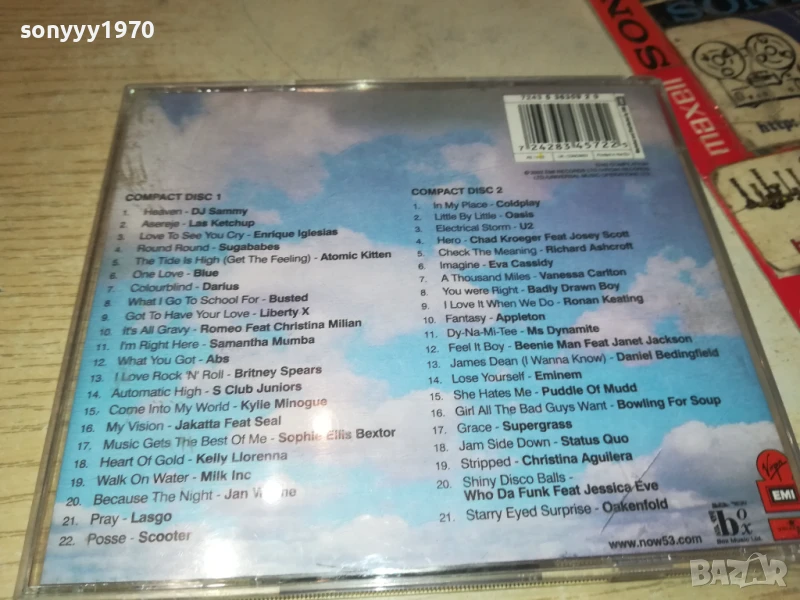 sonyyy1970
SONY
SON
maxell
http:
7243 5
7 24283 45722 5
COMPACT DISC 1
1. Heaven - DJ Sammy
2. Asereje - Las Ketchup
3. Love To See You Cry - Enrique Iglesias
4. Round Round - Sugababes
5. The Tide Is High (Get The Feeling) - Atomic Kitten
6. One Love - Blue
7. Colourblind - Darius
8. What I Go To School For - Busted
9. Got To Have Your Love - Liberty X
10. It's All Gravy - Romeo Feat Christina Milian
11. I'm Right Here - Samantha Mumba
12. What You Got - Abs
13. I Love Rock 'N' Roll - Britney Spears
14. Automatic High - S Club Juniors
15. Come Into My World - Kylie Minogue
16. My Vision - Jakatta Feat Seal
17. Music Gets The Best Of Me - Sophie Ellis Bextor
18. Heart Of Gold - Kelly Llorenna
19. Walk On Water - Milk Inc
20. Because The Night - Jan Wayne
21. Pray - Lasgo
22. Posse - Scooter
COMPACT DISC 2
1. In My Place - Coldplay
2. Little By Little - Oasis
3. Electrical Storm - U2
4. Hero - Chad Kroeger Feat Josey Scott
5. Check The Meaning - Richard Ashcroft
6. Imagine - Eva Cassidy
7. A Thousand Miles - Vanessa Carlton
8. You were Right - Badly Drawn Boy
9. I Love It When We Do - Ronan Keating
10. Fantasy - Appleton
11. Dy-Na-Mi-Tee - Ms Dynamite
12. Feel It Boy - Beenie Man Feat Janet Jackson
13. James Dean (I Wanna Know) - Daniel Bedingfield
14. Lose Yourself - Eminem
15. She Hates Me - Puddle Of Mudd
16. Girl All The Bad Guys Want - Bowling For Soup
17. Grace - Supergrass
18. Jam Side Down - Status Quo
19. Stripped - Christina Aguilera
20. Shiny Disco Balls -
Who Da Funk Feat Jessica Eve
21. Starry Eyed Surprise - Oakenfold
www.now53.com
box
Box Music Ltd.
Virgin
EMI
BAZAR